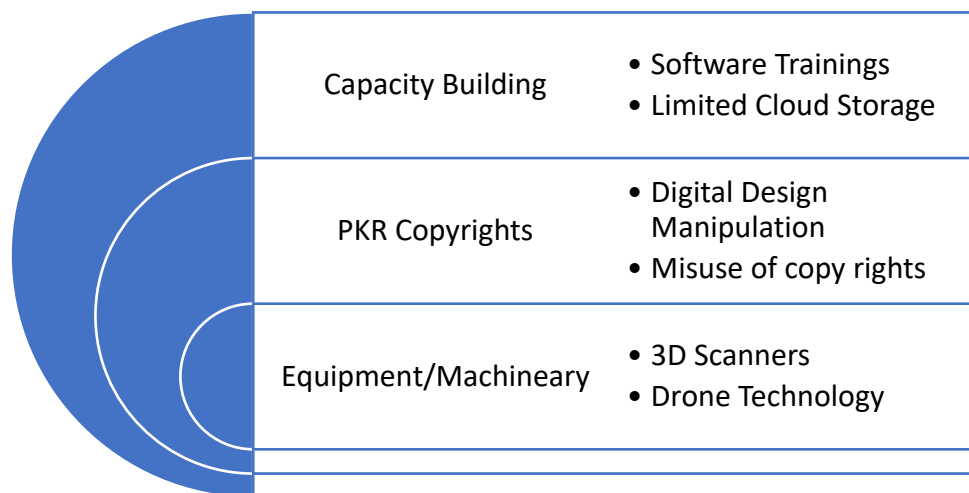 Capacity Building
• Software Trainings
• Limited Cloud Storage
PKR Copyrights
• Digital Design
Manipulation
• Misuse of copy rights
Equipment/Machineary
• 3D Scanners
• Drone Technology